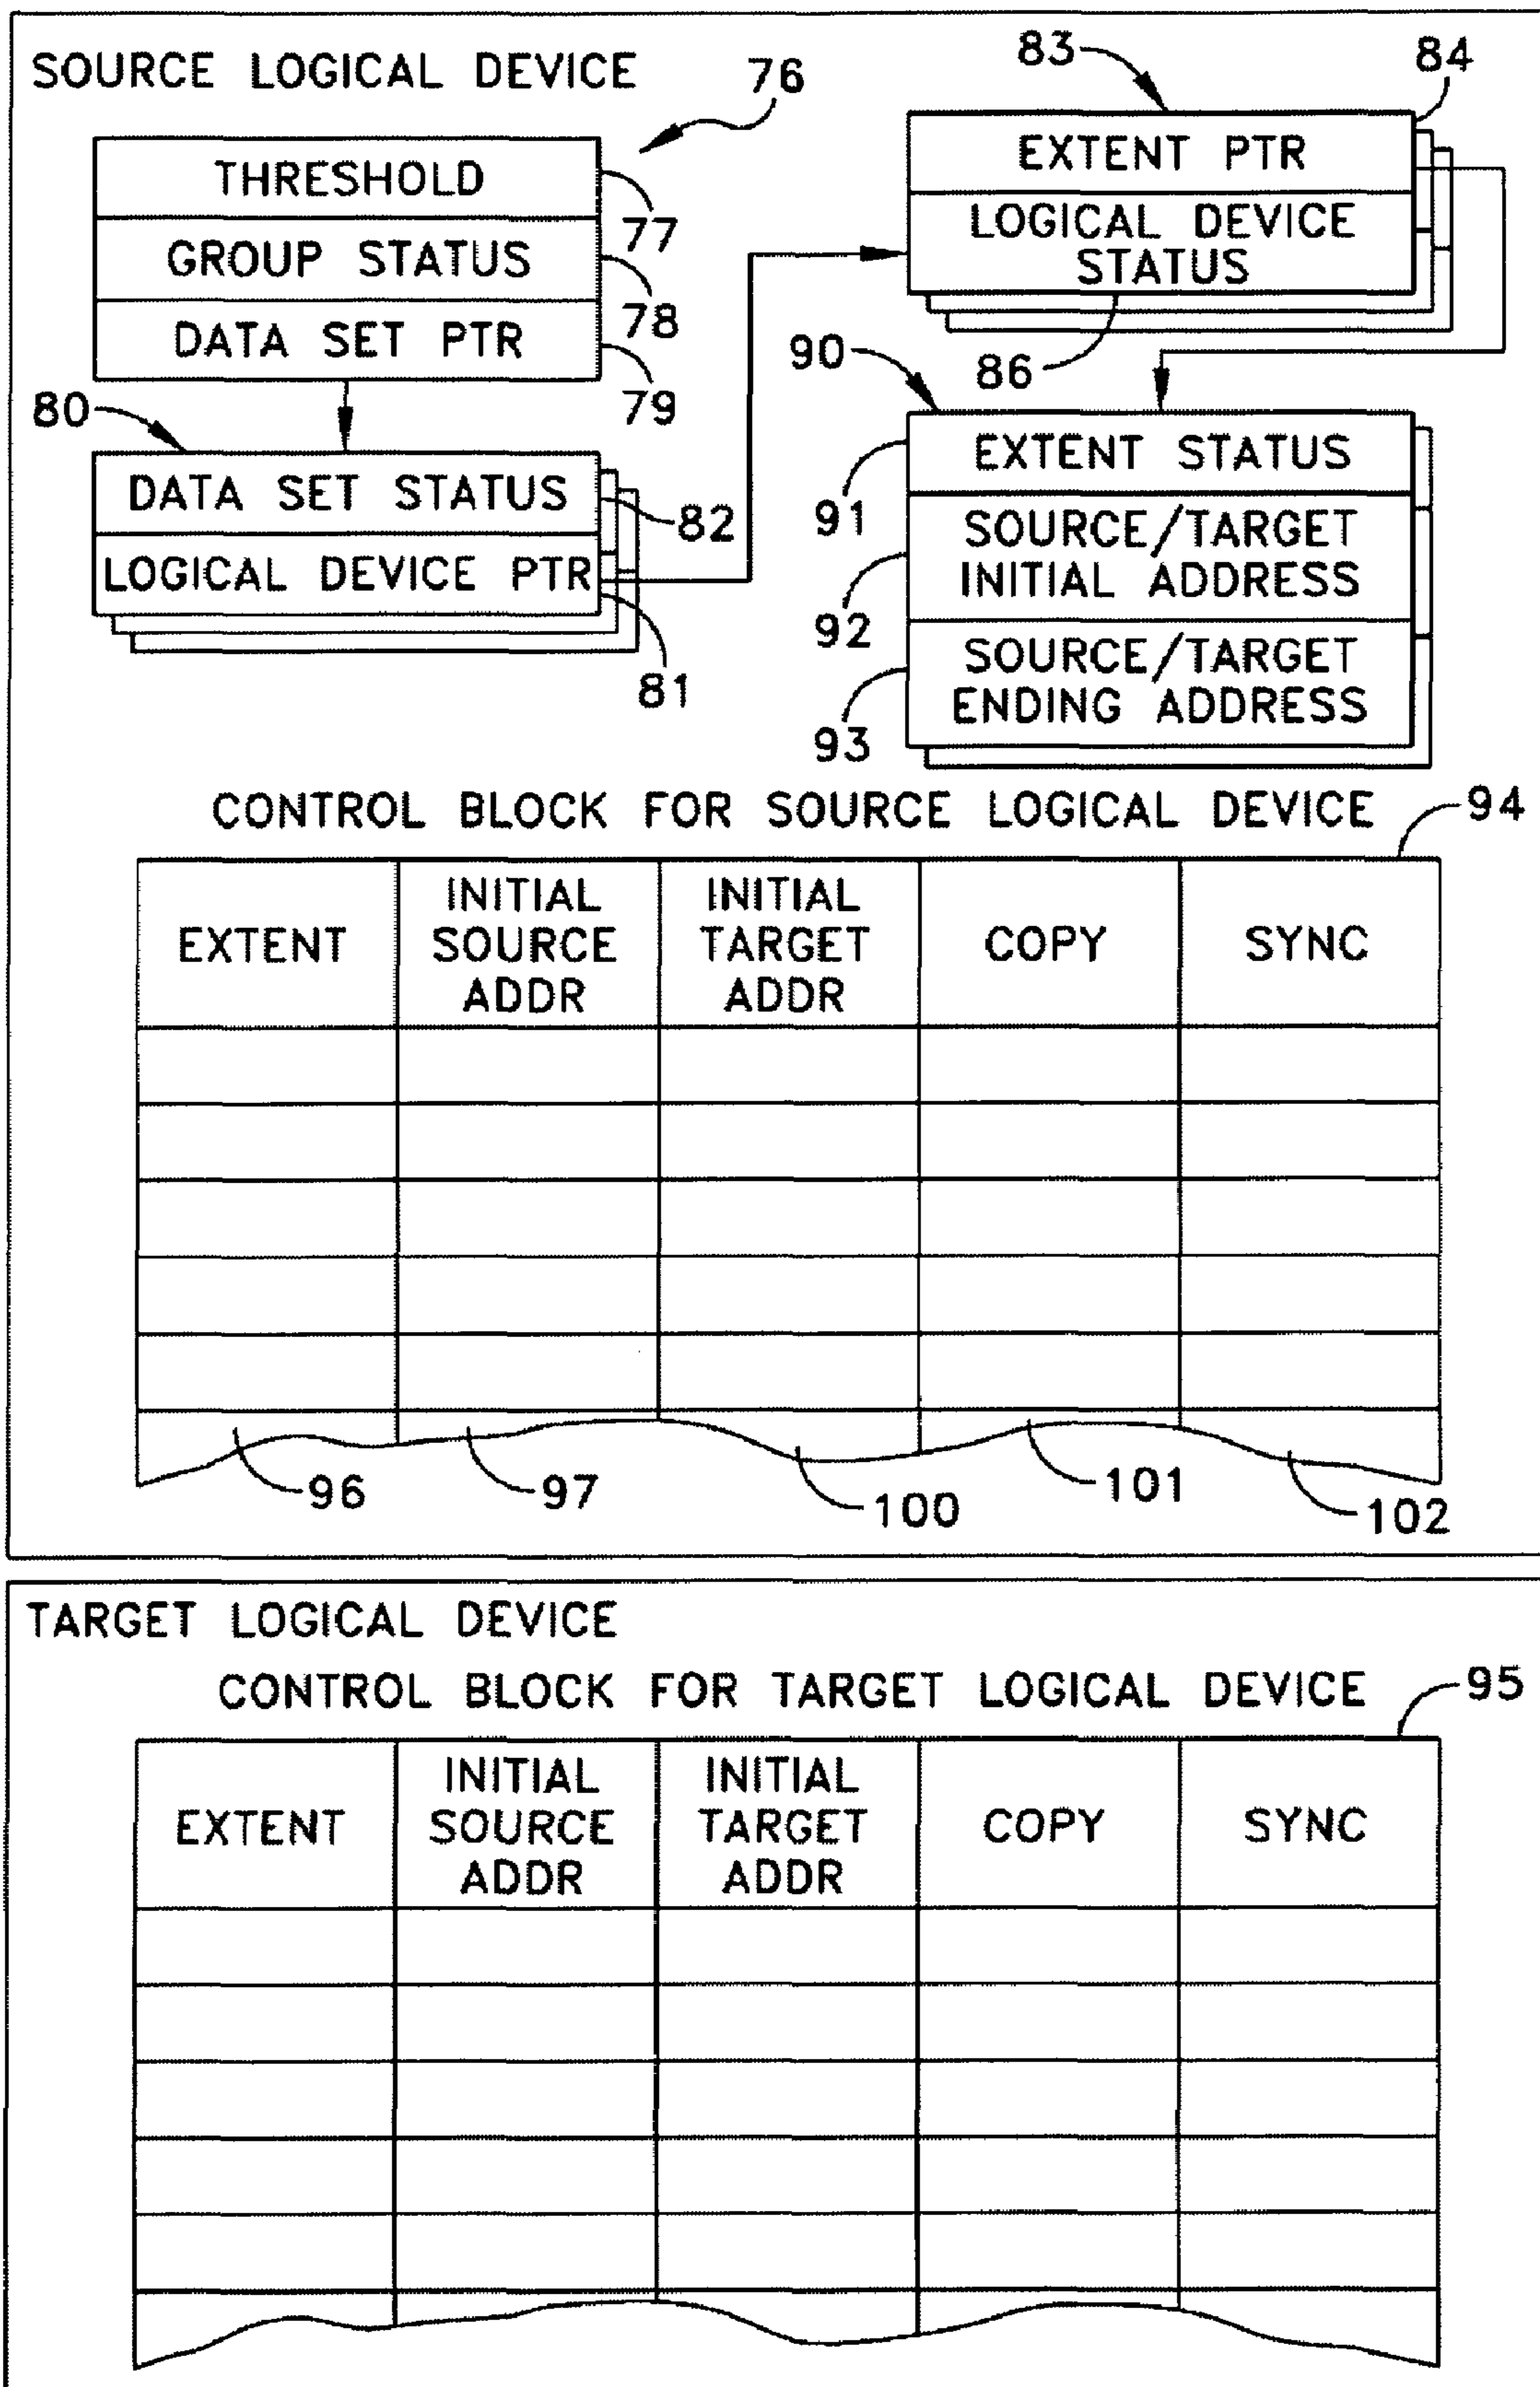 SOURCE LOGICAL DEVICE
76
THRESHOLD
77
GROUP STATUS
78
DATA SET PTR
79
80
DATA SET STATUS
82
LOGICAL DEVICE PTR
81
83
84
EXTENT PTR
LOGICAL DEVICE
STATUS
86
90
EXTENT STATUS
91
SOURCE/TARGET
INITIAL ADDRESS
92
SOURCE/TARGET
ENDING ADDRESS
93
CONTROL BLOCK FOR SOURCE LOGICAL DEVICE
94
EXTENT
INITIAL
SOURCE
ADDR
INITIAL
TARGET
ADDR
COPY
SYNC
96
97
100
101
102
TARGET LOGICAL DEVICE
CONTROL BLOCK FOR TARGET LOGICAL DEVICE
95
EXTENT
INITIAL
SOURCE
ADDR
INITIAL
TARGET
ADDR
COPY
SYNC